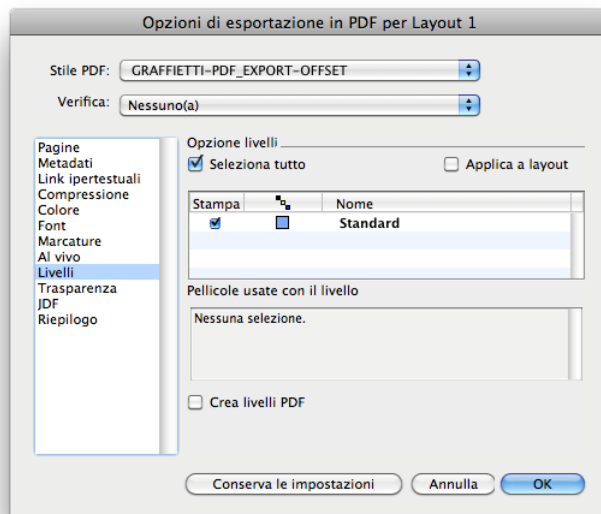 Opzioni di esportazione in PDF per Layout 1
Stile PDF: GRAFFIETTI-PDF_EXPORT-OFFSET
Verifica: Nessuno(a)
Pagine
Metadati
Link ipertestuali
Compressione
Colore
Font
Marcature
Al vivo
Livelli
Trasparenza
JDF
Riepilogo
Opzione livelli
Seleziona tutto Applica a layout
Stampa Nome
Standard
Pellicole usate con il livello
Nessuna selezione.
Crea livelli PDF
Conserva le impostazioni Annulla OK